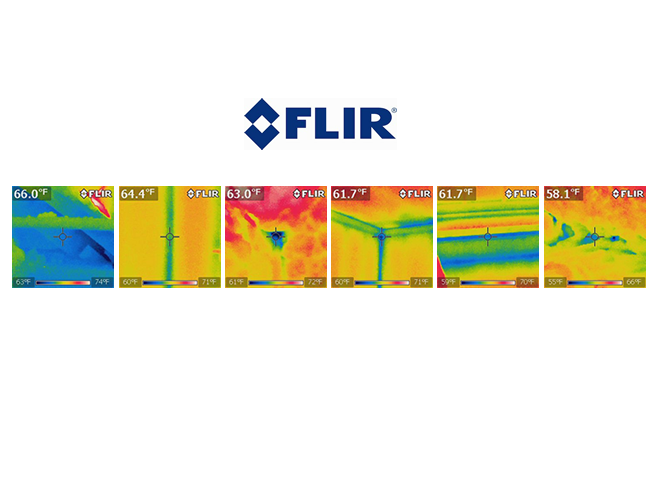 FLIR®
66.0°F FLIR
63°F 74°F
64.4°F FLIR
60°F 71°F
63.0°F FLIR
61°F 72°F
61.7°F FLIR
60°F 71°F
61.7°F FLIR
59°F 70°F
58.1°F FLIR
55°F 66°F